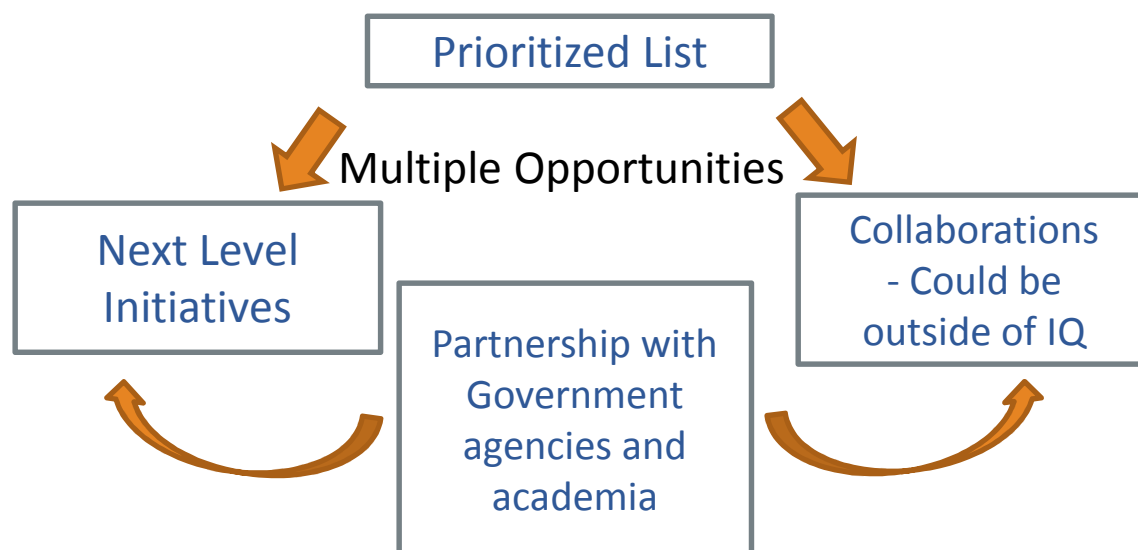 Prioritized List
Multiple Opportunities
Next Level
Initiatives
Collaborations
- Could be
outside of IQ
Partnership with
Government
agencies and
academia